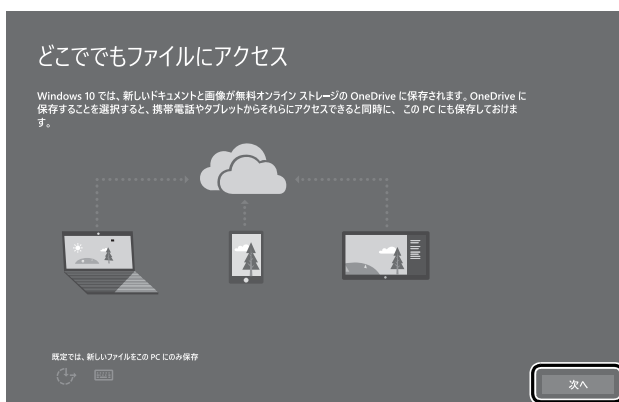 どこででもファイルにアクセス
Windows 10 では、新しいドキュメントと画像が無料オンライン ストレージの OneDrive に保存されます。OneDrive に
保存することを選択すると、携帯電話やタブレットからそれらにアクセスできると同時に、この PC にも保存しておけま
す。
既定では、新しいファイルをこの PC にのみ保存
次へ